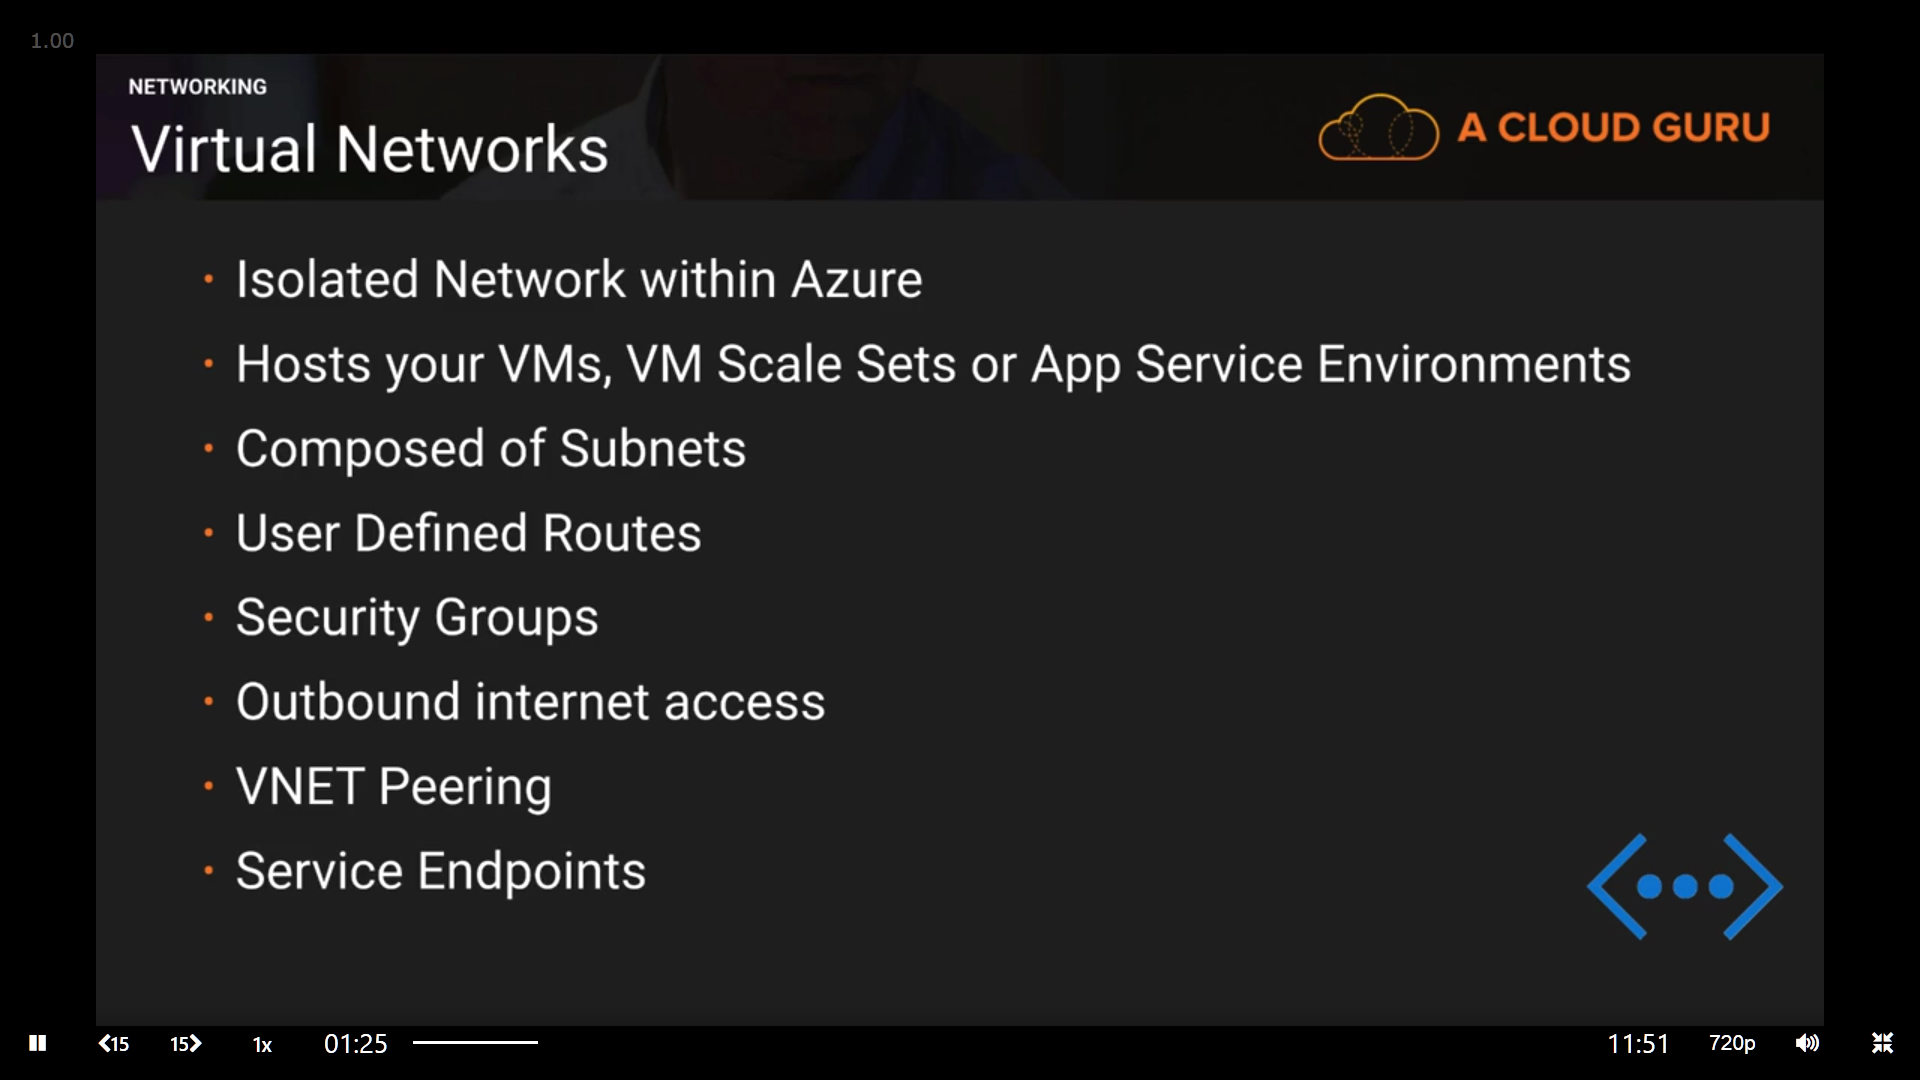 1.00
NETWORKING
Virtual Networks
A CLOUD GURU
• Isolated Network within Azure
• Hosts your VMs, VM Scale Sets or App Service Environments
• Composed of Subnets
• User Defined Routes
• Security Groups
• Outbound internet access
• VNET Peering
• Service Endpoints
15 15 1x 01:25 11:51 720p